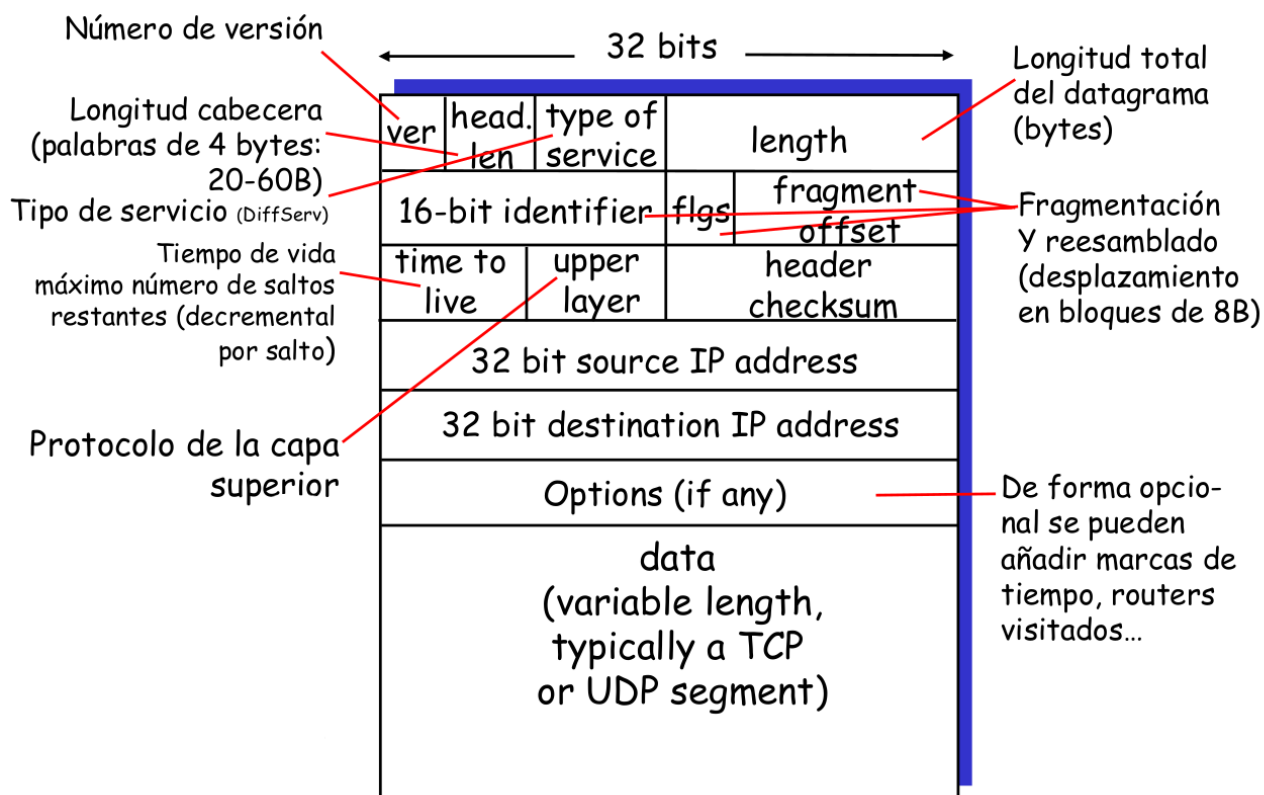 Número de versión
32 bits
Longitud total
del datagrama
(bytes)
Longitud cabecera
(palabras de 4 bytes:
20-60B)
Tipo de servicio (DiffServ)
ver
head.
len
type of
service
length
16-bit identifier
flgs
fragment
offset
Fragmentación
Y reesamblado
(desplazamiento
en bloques de 8B)
Tiempo de vida
máximo número de saltos
restantes (decremental
por salto)
time to
live
upper
layer
header
checksum
32 bit source IP address
32 bit destination IP address
Protocolo de la capa
superior
Options (if any)
De forma opcio-
nal se pueden
añadir marcas de
tiempo, routers
visitados...
data
(variable length,
typically a TCP
or UDP segment)